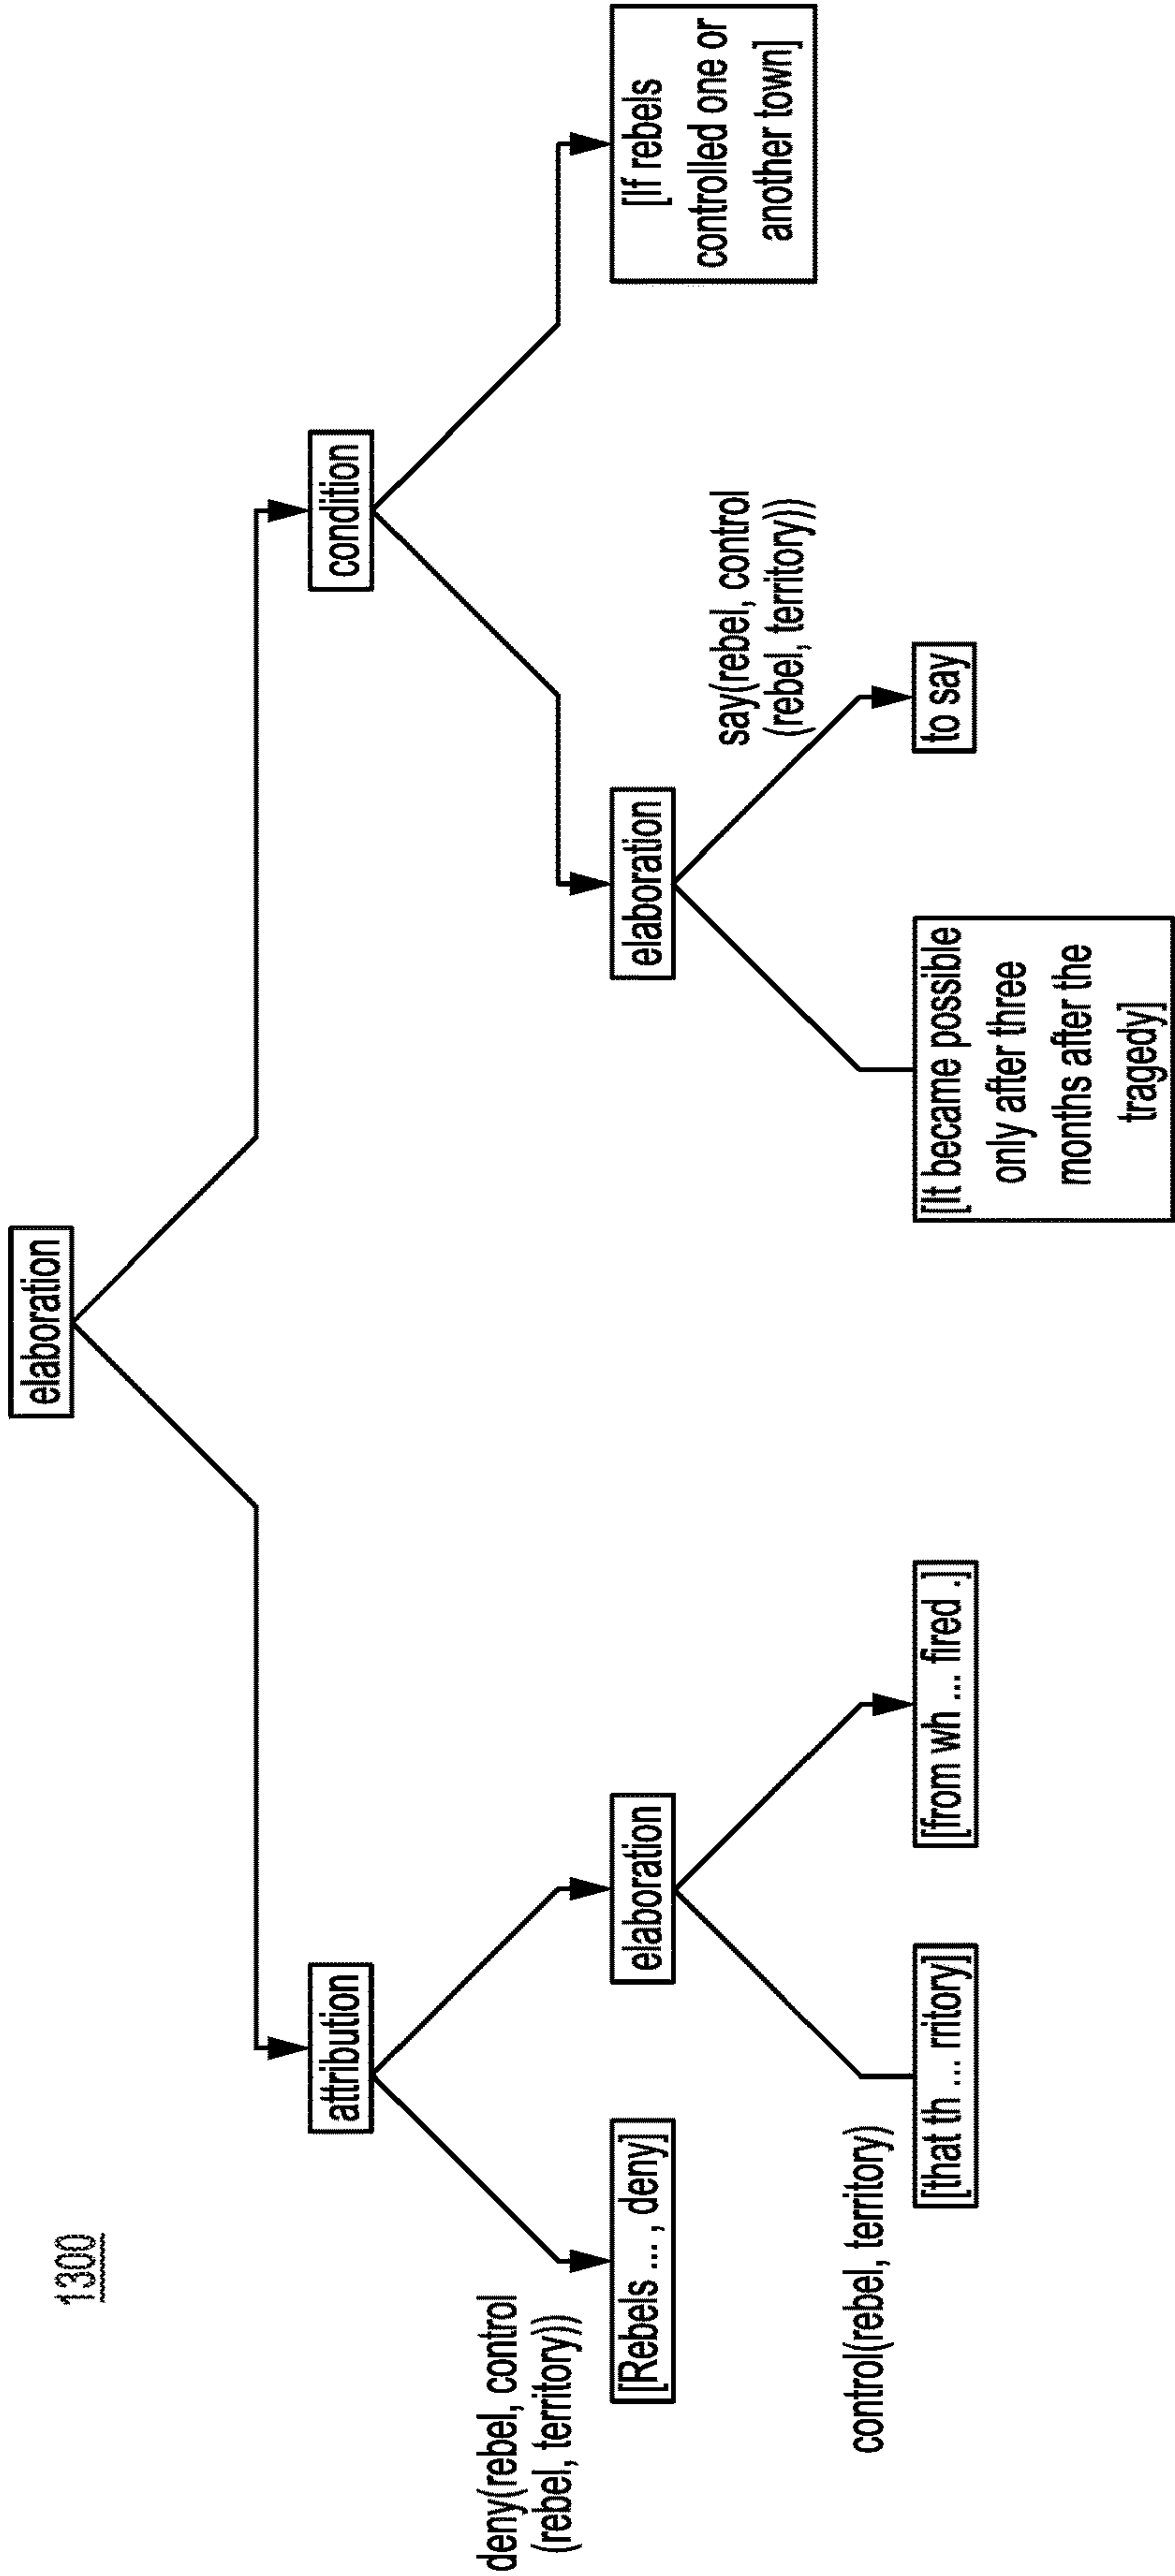 1300
elaboration
attribution
condition
deny(rebel, control
(rebel, territory))
[Rebels ... , deny]
elaboration
elaboration
[If rebels
controlled one or
another town]
control(rebel, territory)
say(rebel, control
(rebel, territory))
[that th ... rritory]
[from wh ... fired .]
[It became possible
only after three
months after the
tragedy]
to say